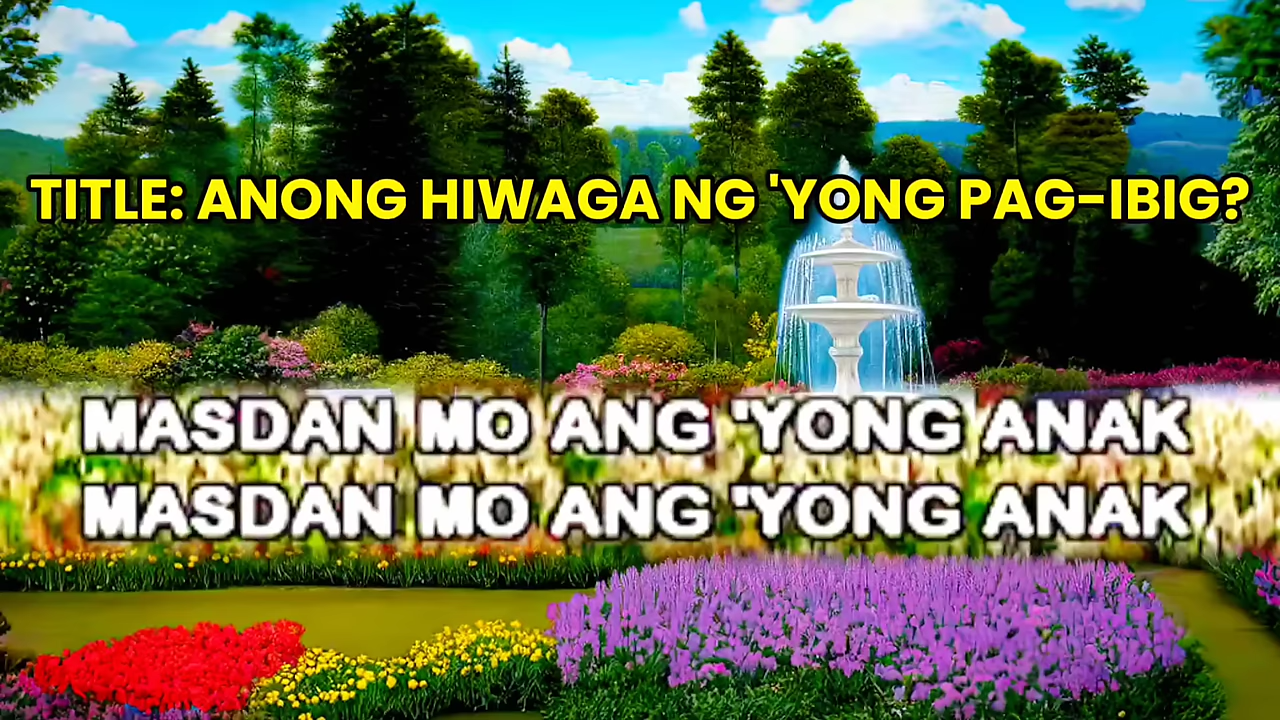 TITLE: ANONG HIWAGA NG 'YONG PAG-IBIG?
MASDAN MO ANG 'YONG ANAK
MASDAN MO ANG 'YONG ANAK